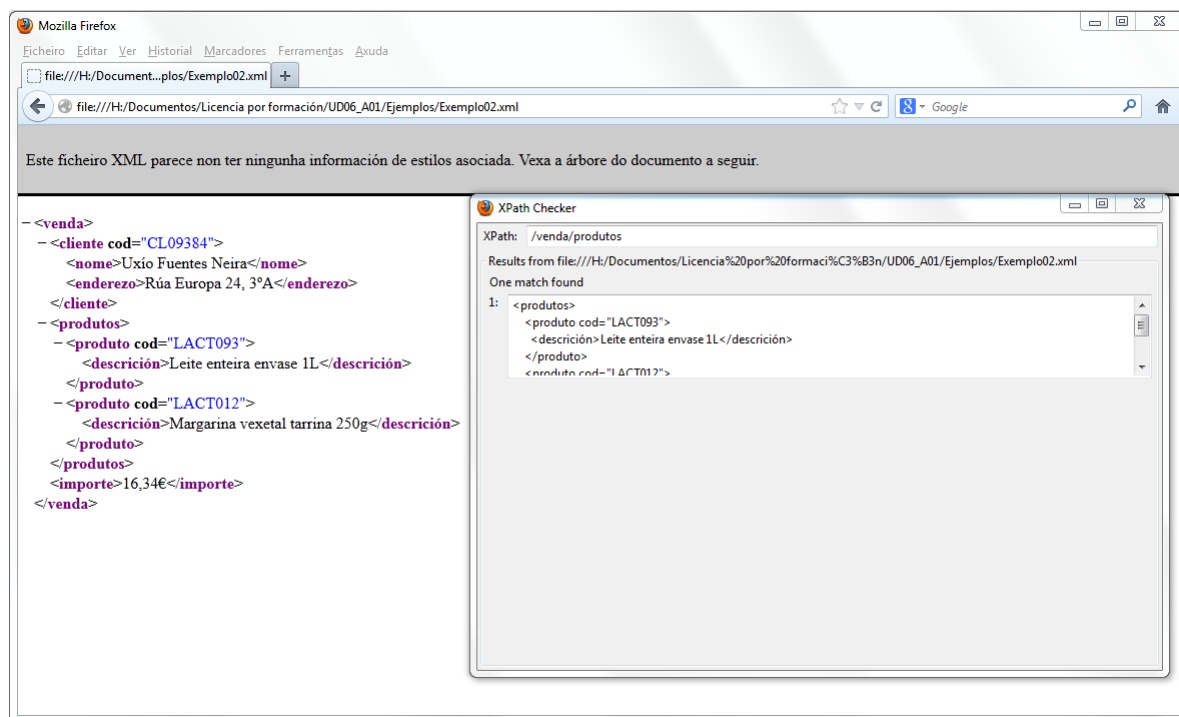 Mozilla Firefox
Ficheiro Editar Ver Historial Marcadores Ferramentas Axuda
file:///H:/Document...plos/Exemplo02.xml +
file:///H:/Documentos/Licencia por formación/UD06_A01/Ejemplos/Exemplo02.xml
8 Google
Este ficheiro XML parece non ter ningunha información de estilos asociada. Vexa a árbore do documento a seguir.
− <venda>
− <cliente cod="CL09384">
<nome>Uxío Fuentes Neira</nome>
<enderezo>Rúa Europa 24, 3ºA</enderezo>
</cliente>
− <produtos>
− <produto cod="LACT093">
<descrición>Leite enteira envase 1L</descrición>
</produto>
− <produto cod="LACT012">
<descrición>Margarina vexetal tarrina 250g</descrición>
</produto>
</produtos>
<importe>16,34€</importe>
</venda>
XPath Checker
XPath: /venda/produtos
Results from file:///H:/Documentos/Licencia%20por%20formaci%C3%B3n/UD06_A01/Ejemplos/Exemplo02.xml
One match found
1: <produtos>
<produto cod="LACT093">
<descrición>Leite enteira envase 1L</descrición>
</produto>
<produto cod="LACT012">